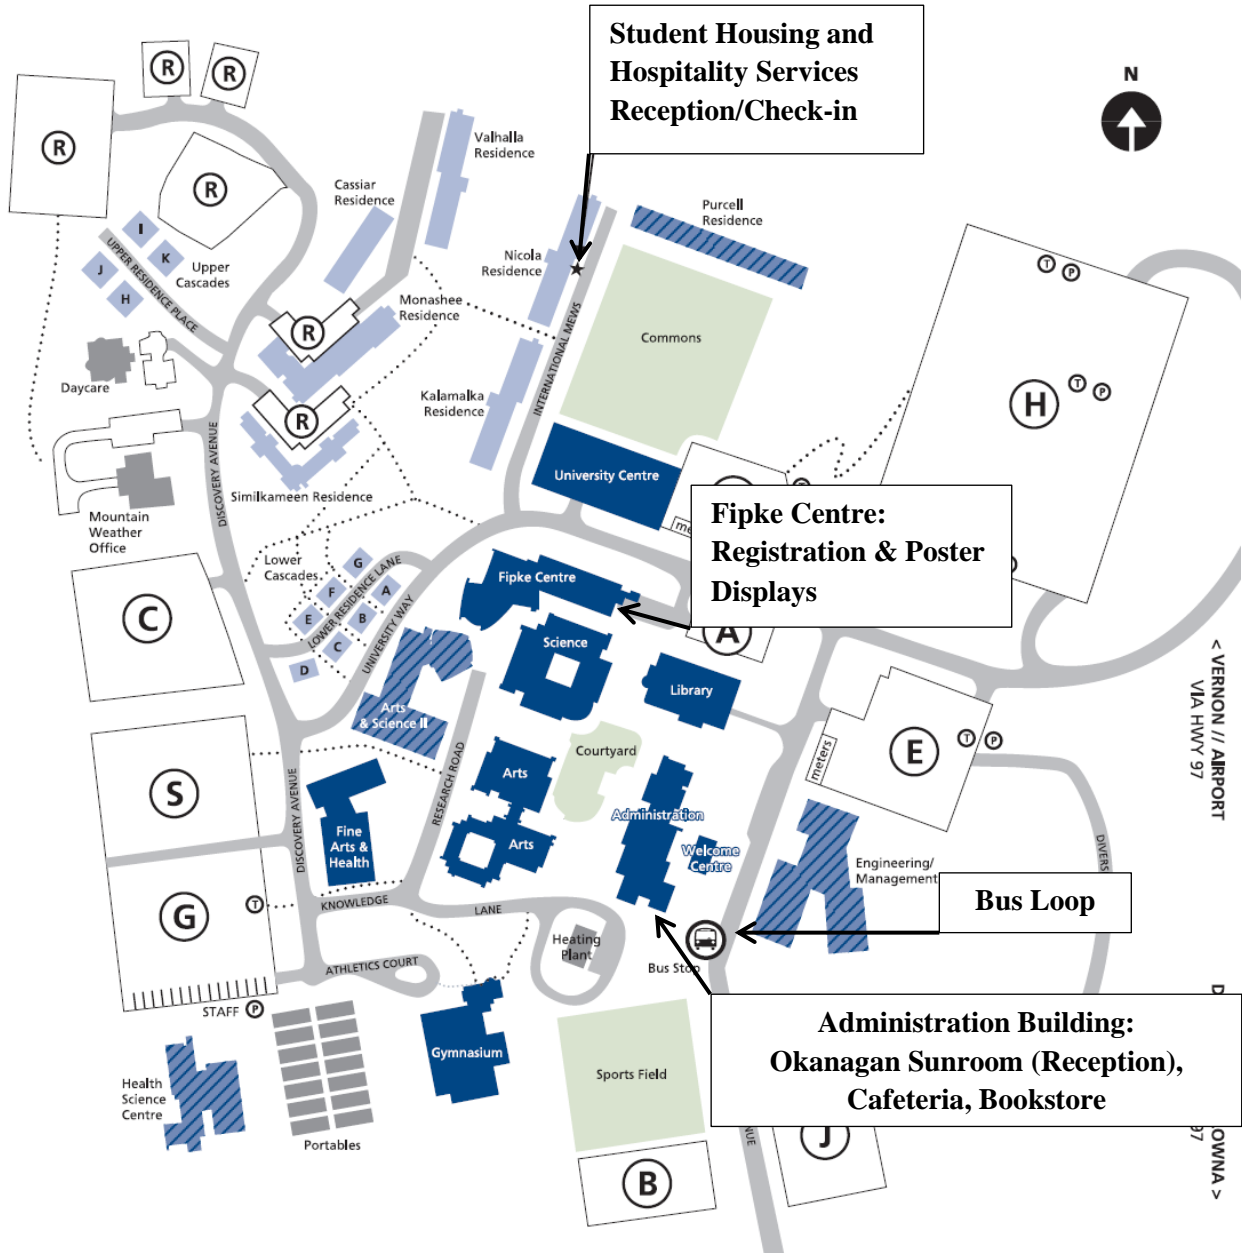 Student Housing and
Hospitality Services
Reception/Check-in
N
R
R
R
R
Valhalla
Residence
Cassiar
Residence
Purcell
Residence
Nicola
Residence
I
K
J
H
UPPER RESIDENCE PLACE
Upper
Cascades
Monashee
Residence
R
INTERNATIONAL MEWS
Commons
T
P
T
P
H
Daycare
Kalamalka
Residence
R
DISCOVERY AVENUE
University Centre
Similkameen Residence
Mountain
Weather
Office
Fipke Centre:
Registration & Poster
Displays
Lower
Cascades
G
F
A
E
B
C
D
LOWER RESIDENCE LANE
UNIVERSITY WAY
Fipke Centre
C
A
Science
Library
< VERNON // AIRPORT
VIA HWY 97
Arts
& Science II
RESEARCH ROAD
Courtyard
E
T
P
meters
S
Arts
Arts
Administration
Welcome
Centre
DISCOVERY AVENUE
Fine
Arts &
Health
Engineering/
Management
DIVERS
G
T
KNOWLEDGE
LANE
Bus Loop
Heating
Plant
Bus Stop
ATHLETICS COURT
STAFF
P
Administration Building:
Okanagan Sunroom (Reception),
Cafeteria, Bookstore
Gymnasium
Sports Field
Health
Science
Centre
Portables
NUE
J
B
D
OWNA >
97